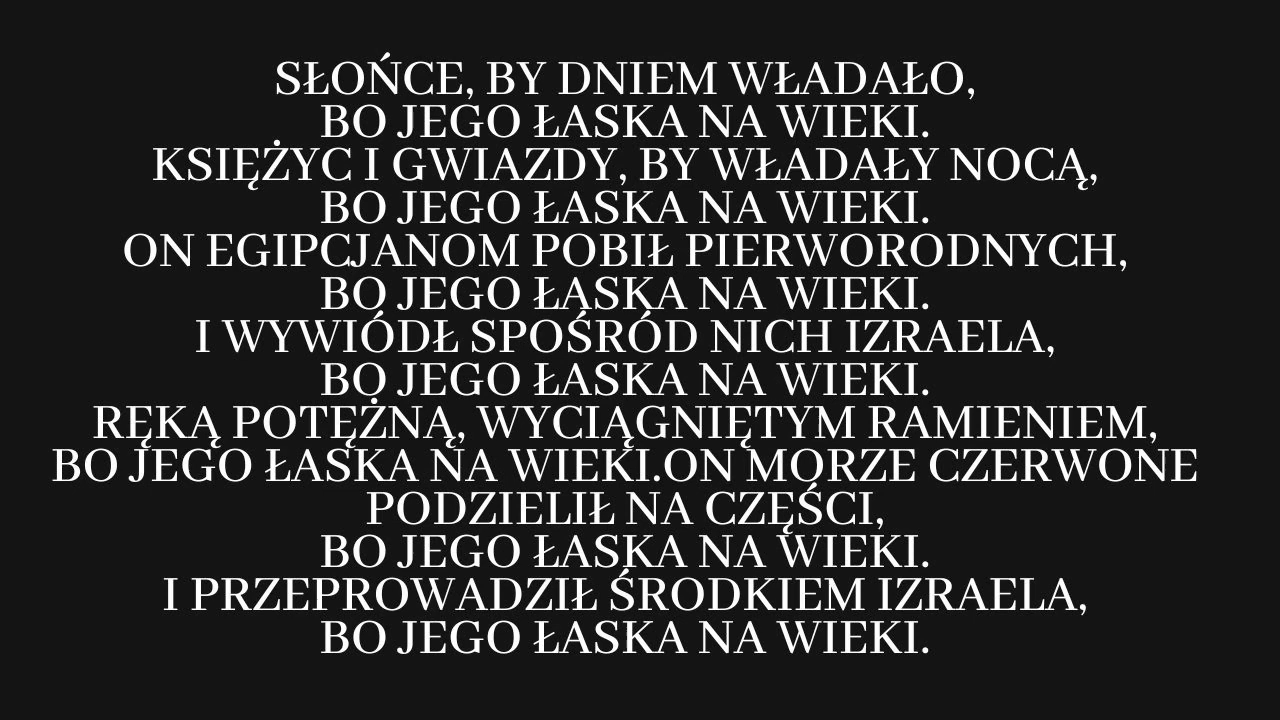 SŁOŃCE, BY DNIEM WŁADAŁO,
BO JEGO ŁASKA NA WIEKI.
KSIĘŻYC I GWIAZDY, BY WŁADAŁY NOCĄ,
BO JEGO ŁASKA NA WIEKI.
ON EGIPCJANOM POBIŁ PIERWORODNYCH,
BO JEGO ŁASKA NA WIEKI.
I WYWIÓDŁ SPOŚRÓD NICH IZRAELA,
BO JEGO ŁASKA NA WIEKI.
RĘKĄ POTĘŻNĄ, WYCIĄGNIĘTYM RAMIENIEM,
BO JEGO ŁASKA NA WIEKI.ON MORZE CZERWONE
PODZIELIŁ NA CZĘŚCI,
BO JEGO ŁASKA NA WIEKI.
I PRZEPROWADZIŁ ŚRODKIEM IZRAELA,
BO JEGO ŁASKA NA WIEKI.